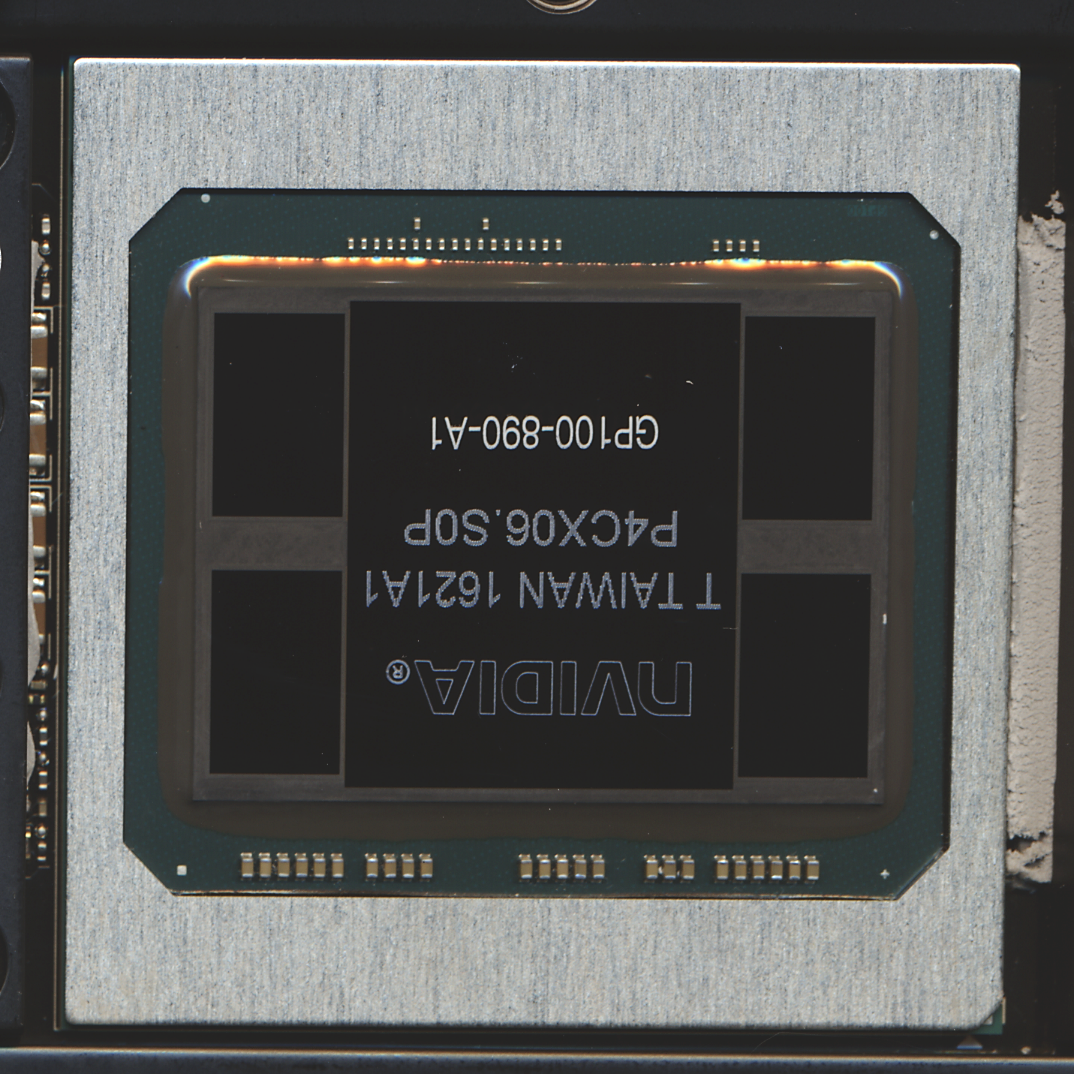 NVIDIA®
T TAIWAN 1621A1
P4CX06.S0P
GP100-890-A1